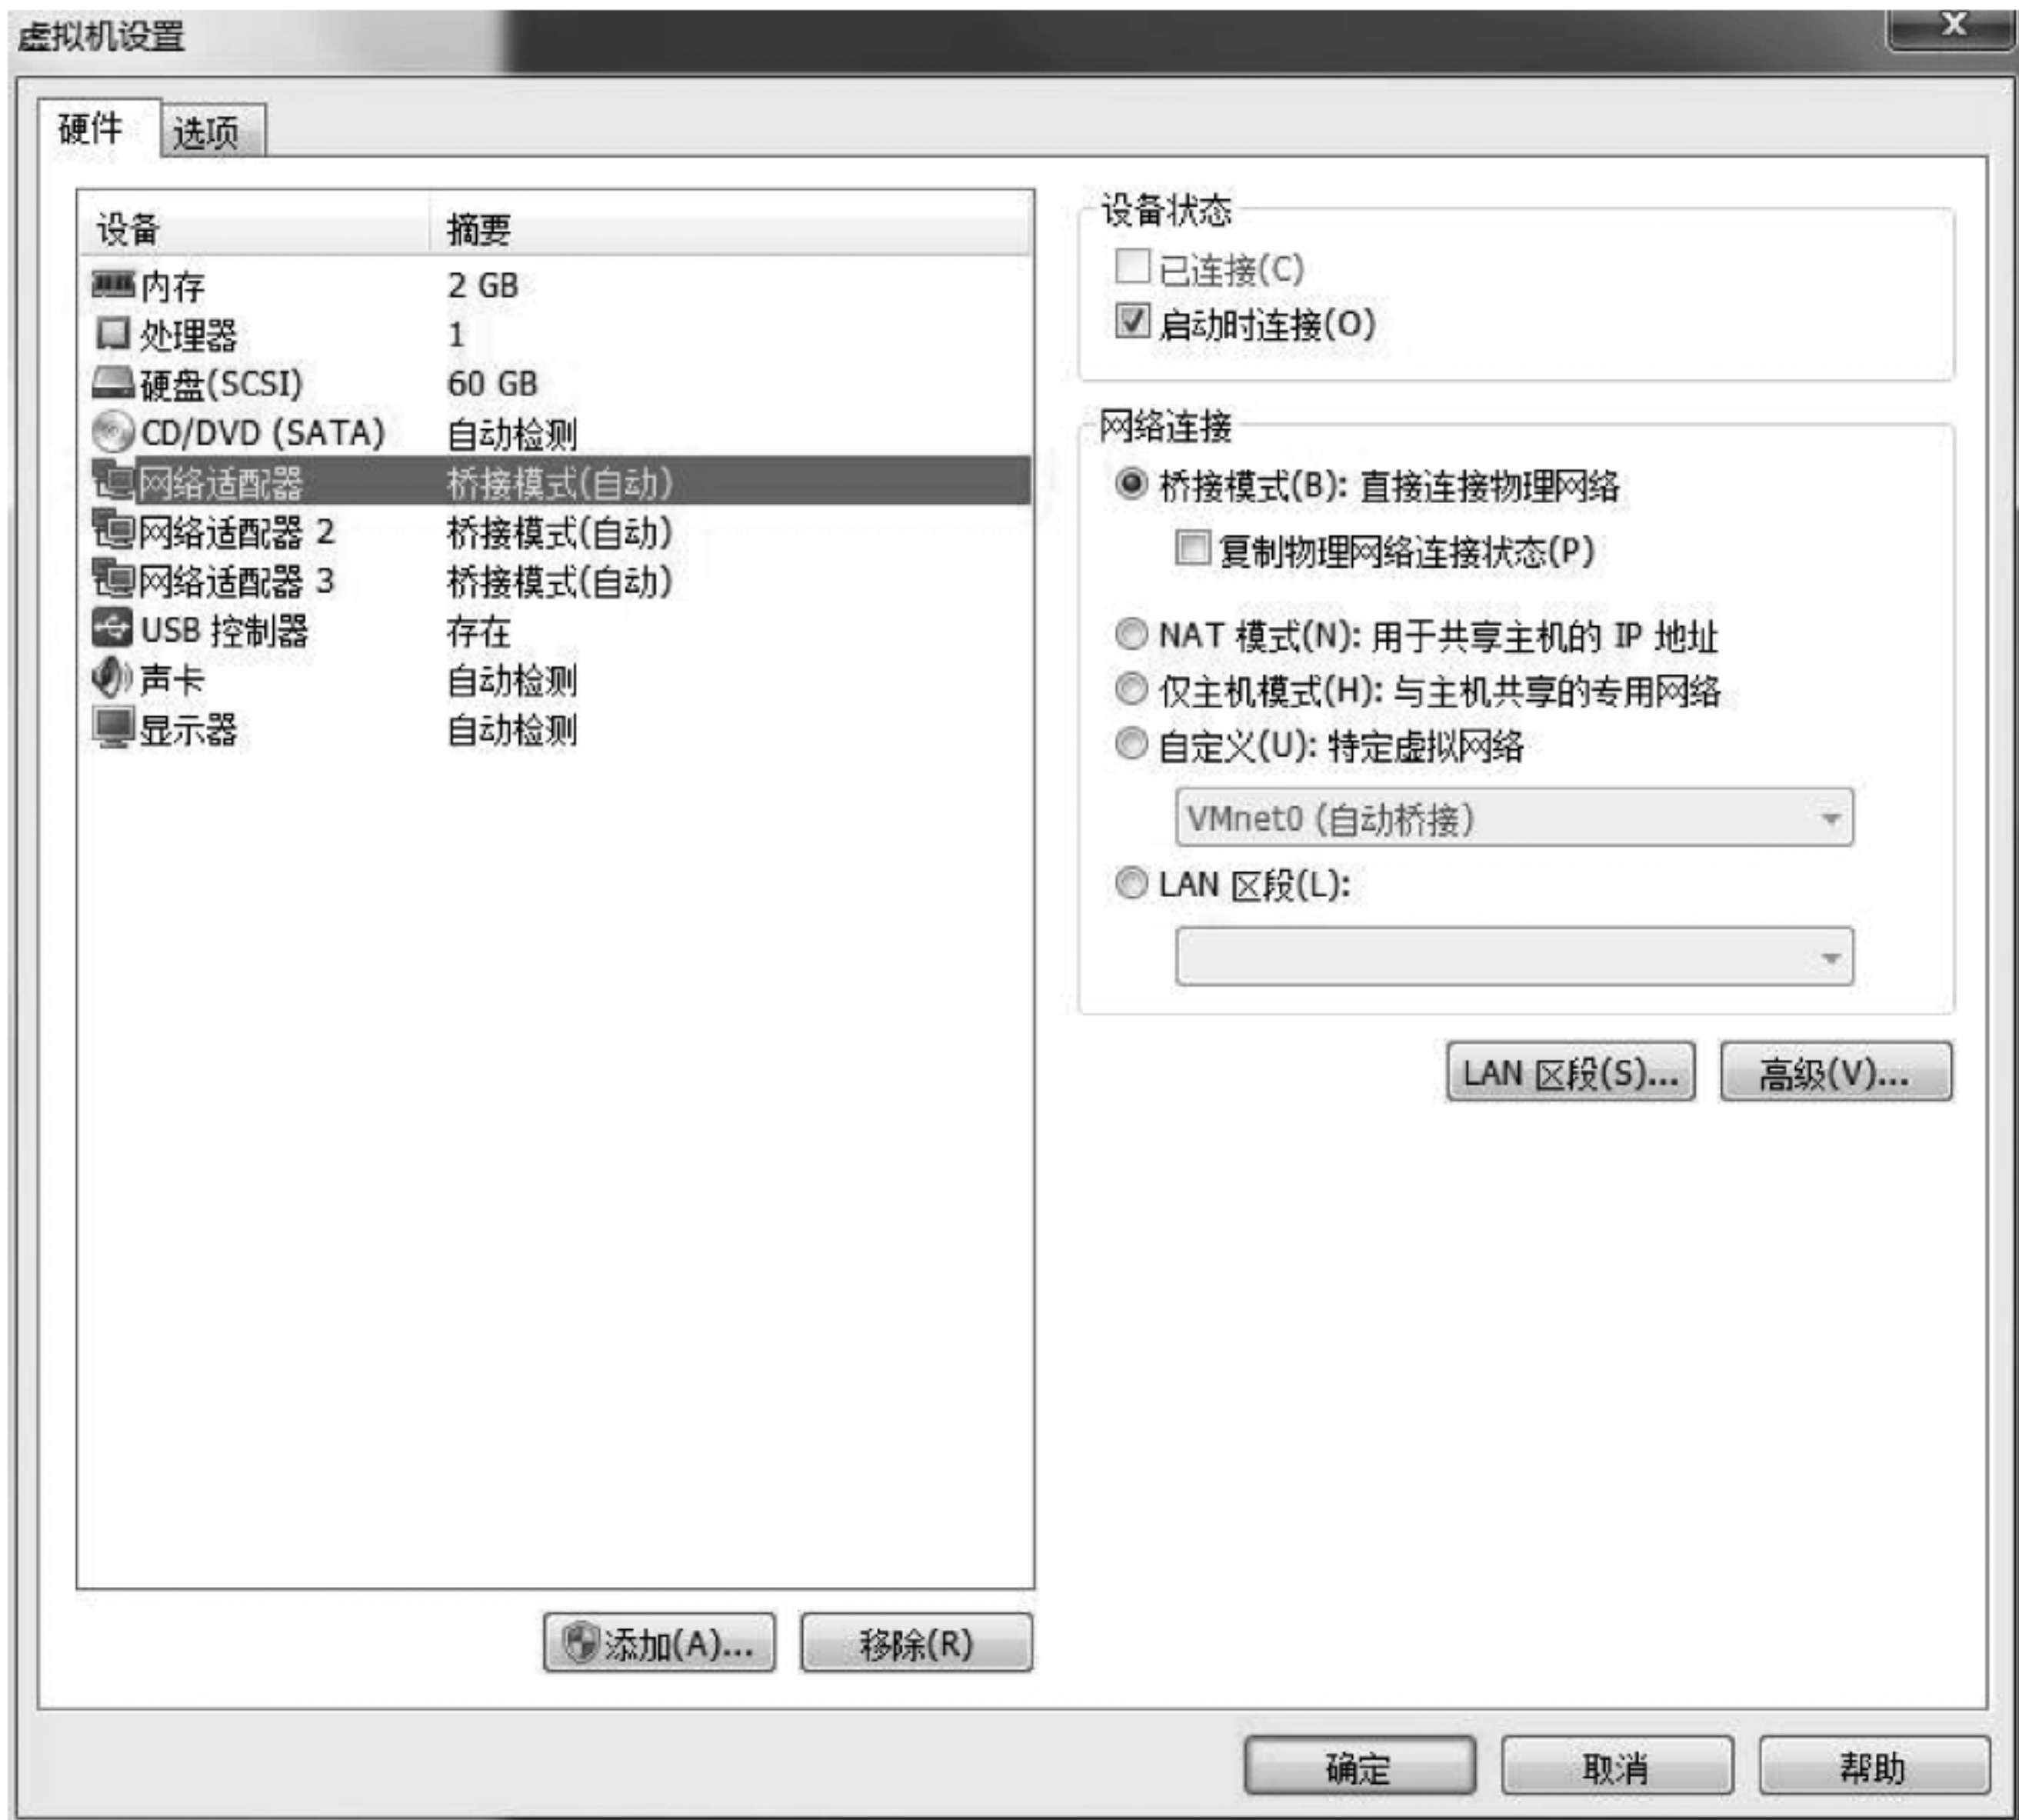 虚拟机设置
X
硬件 选项
设备 摘要
内存 2 GB
处理器 1
硬盘(SCSI) 60 GB
CD/DVD (SATA) 自动检测
网络适配器 桥接模式(自动)
网络适配器 2 桥接模式(自动)
网络适配器 3 桥接模式(自动)
USB 控制器 存在
声卡 自动检测
显示器 自动检测
添加(A)... 移除(R)
设备状态
已连接(C)
启动时连接(O)
网络连接
桥接模式(B): 直接连接物理网络
复制物理网络连接状态(P)
NAT 模式(N): 用于共享主机的 IP 地址
仅主机模式(H): 与主机共享的专用网络
自定义(U): 特定虚拟网络
VMnet0 (自动桥接)
LAN 区段(L):
LAN 区段(S)... 高级(V)...
确定 取消 帮助